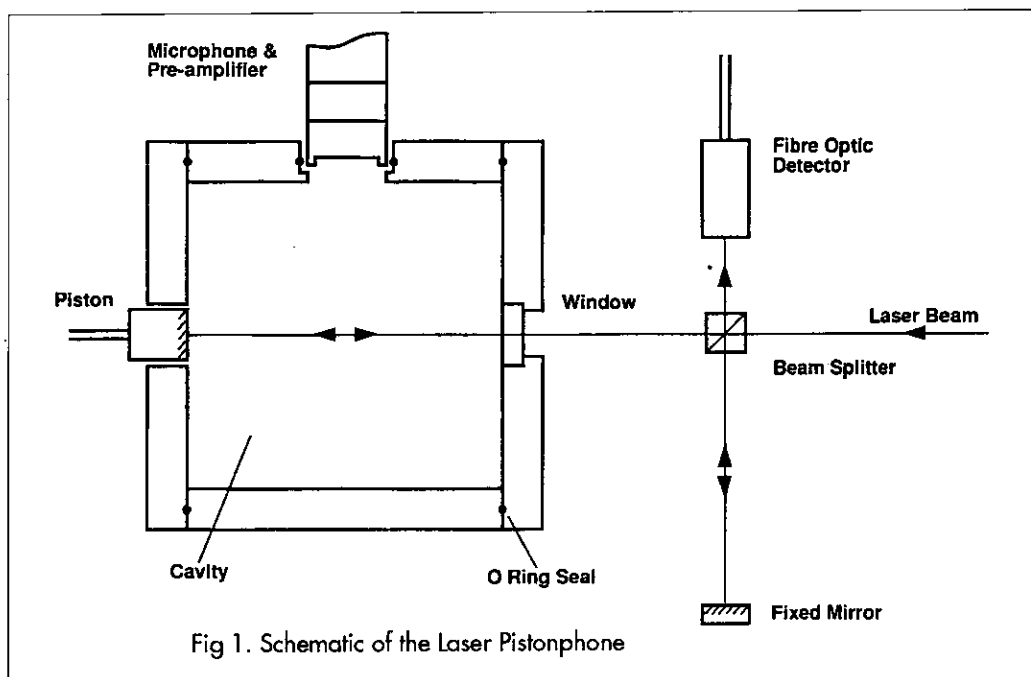 Microphone &
Pre-amplifier
Fibre Optic
Detector
Piston
Window
Laser Beam
Beam Splitter
Cavity
O Ring Seal
Fixed Mirror
Fig 1. Schematic of the Laser Pistonphone